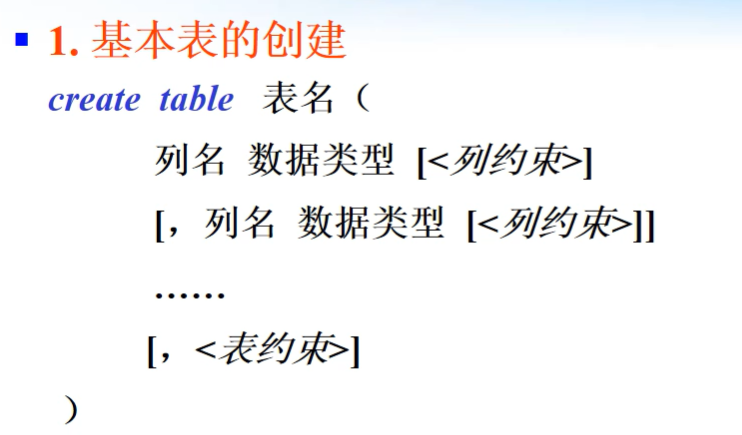 1. 基本表的创建
create table 表名（
列名 数据类型 [<列约束>]
[，列名 数据类型 [<列约束>]]
……
[，<表约束>]
）